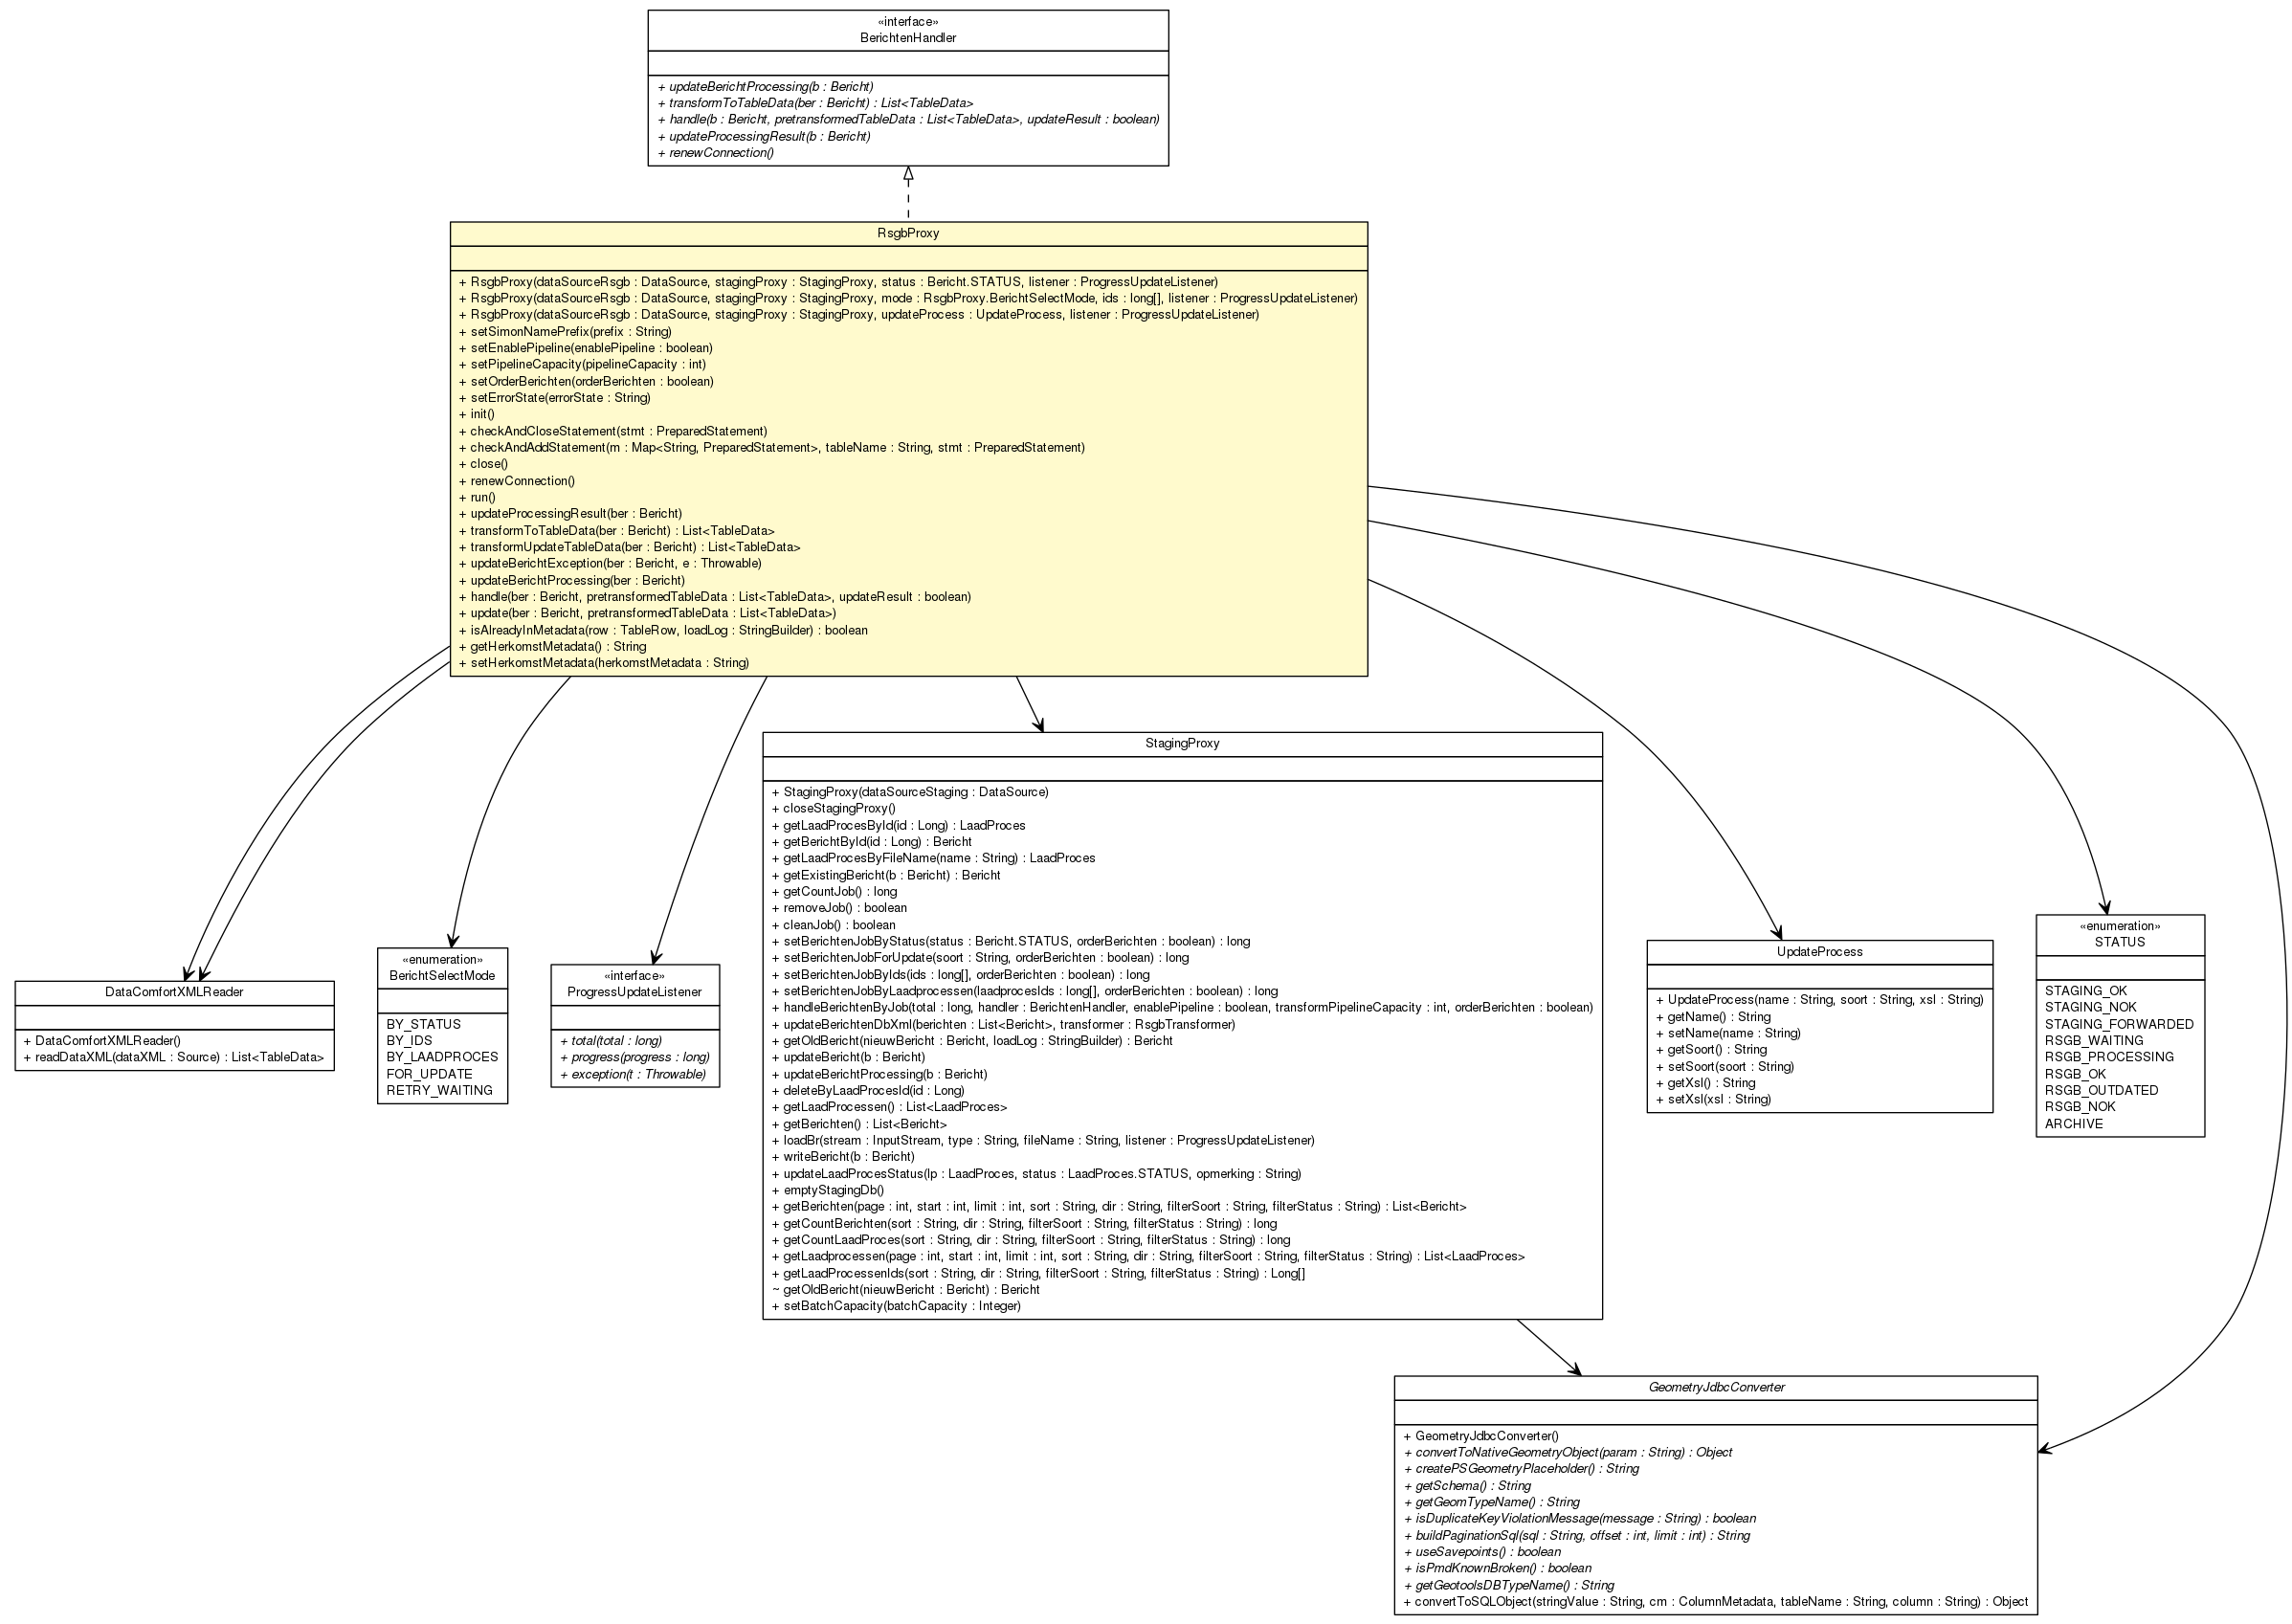 «interface»
BerichtenHandler
+ updateBerichtProcessing(b : Bericht)
+ transformToTableData(ber : Bericht) : List<TableData>
+ handle(b : Bericht, pretransformedTableData : List<TableData>, updateResult : boolean)
+ updateProcessingResult(b : Bericht)
+ renewConnection()
RsgbProxy
+ RsgbProxy(dataSourceRsgb : DataSource, stagingProxy : StagingProxy, status : Bericht.STATUS, listener : ProgressUpdateListener)
+ RsgbProxy(dataSourceRsgb : DataSource, stagingProxy : StagingProxy, mode : RsgbProxy.BerichtSelectMode, ids : long[], listener : ProgressUpdateListener)
+ RsgbProxy(dataSourceRsgb : DataSource, stagingProxy : StagingProxy, updateProcess : UpdateProcess, listener : ProgressUpdateListener)
+ setSimonNamePrefix(prefix : String)
+ setEnablePipeline(enablePipeline : boolean)
+ setPipelineCapacity(pipelineCapacity : int)
+ setOrderBerichten(orderBerichten : boolean)
+ setErrorState(errorState : String)
+ init()
+ checkAndCloseStatement(stmt : PreparedStatement)
+ checkAndAddStatement(m : Map<String, PreparedStatement>, tableName : String, stmt : PreparedStatement)
+ close()
+ renewConnection()
+ run()
+ updateProcessingResult(ber : Bericht)
+ transformToTableData(ber : Bericht) : List<TableData>
+ transformUpdateTableData(ber : Bericht) : List<TableData>
+ updateBerichtException(ber : Bericht, e : Throwable)
+ updateBerichtProcessing(ber : Bericht)
+ handle(ber : Bericht, pretransformedTableData : List<TableData>, updateResult : boolean)
+ update(ber : Bericht, pretransformedTableData : List<TableData>)
+ isAlreadyInMetadata(row : TableRow, loadLog : StringBuilder) : boolean
+ getHerkomstMetadata() : String
+ setHerkomstMetadata(herkomstMetadata : String)
DataComfortXMLReader
+ DataComfortXMLReader()
+ readDataXML(dataXML : Source) : List<TableData>
«enumeration»
BerichtSelectMode
BY_STATUS
BY_IDS
BY_LAADPROCES
FOR_UPDATE
RETRY_WAITING
«interface»
ProgressUpdateListener
+ total(total : long)
+ progress(progress : long)
+ exception(t : Throwable)
StagingProxy
+ StagingProxy(dataSourceStaging : DataSource)
+ closeStagingProxy()
+ getLaadProcesById(id : Long) : LaadProces
+ getBerichtById(id : Long) : Bericht
+ getLaadProcesByFileName(name : String) : LaadProces
+ getExistingBericht(b : Bericht) : Bericht
+ getCountJob() : long
+ removeJob() : boolean
+ cleanJob() : boolean
+ setBerichtenJobByStatus(status : Bericht.STATUS, orderBerichten : boolean) : long
+ setBerichtenJobForUpdate(soort : String, orderBerichten : boolean) : long
+ setBerichtenJobByIds(ids : long[], orderBerichten : boolean) : long
+ setBerichtenJobByLaadprocessen(laadprocesIds : long[], orderBerichten : boolean) : long
+ handleBerichtenByJob(total : long, handler : BerichtenHandler, enablePipeline : boolean, transformPipelineCapacity : int, orderBerichten : boolean)
+ updateBerichtenDbXml(berichten : List<Bericht>, transformer : RsgbTransformer)
+ getOldBericht(nieuwBericht : Bericht, loadLog : StringBuilder) : Bericht
+ updateBericht(b : Bericht)
+ updateBerichtProcessing(b : Bericht)
+ deleteByLaadProcesId(id : Long)
+ getLaadProcessen() : List<LaadProces>
+ getBerichten() : List<Bericht>
+ loadBr(stream : InputStream, type : String, fileName : String, listener : ProgressUpdateListener)
+ writeBericht(b : Bericht)
+ updateLaadProcesStatus(lp : LaadProces, status : LaadProces.STATUS, opmerking : String)
+ emptyStagingDb()
+ getBerichten(page : int, start : int, limit : int, sort : String, dir : String, filterSoort : String, filterStatus : String) : List<Bericht>
+ getCountBerichten(sort : String, dir : String, filterSoort : String, filterStatus : String) : long
+ getCountLaadProces(sort : String, dir : String, filterSoort : String, filterStatus : String) : long
+ getLaadprocessen(page : int, start : int, limit : int, sort : String, dir : String, filterSoort : String, filterStatus : String) : List<LaadProces>
+ getLaadProcessenIds(sort : String, dir : String, filterSoort : String, filterStatus : String) : Long[]
~ getOldBericht(nieuwBericht : Bericht) : Bericht
+ setBatchCapacity(batchCapacity : Integer)
UpdateProcess
+ UpdateProcess(name : String, soort : String, xsl : String)
+ getName() : String
+ setName(name : String)
+ getSoort() : String
+ setSoort(soort : String)
+ getXsl() : String
+ setXsl(xsl : String)
«enumeration»
STATUS
STAGING_OK
STAGING_NOK
STAGING_FORWARDED
RSGB_WAITING
RSGB_PROCESSING
RSGB_OK
RSGB_OUTDATED
RSGB_NOK
ARCHIVE
GeometryJdbcConverter
+ GeometryJdbcConverter()
+ convertToNativeGeometryObject(param : String) : Object
+ createPSGeometryPlaceholder() : String
+ getSchema() : String
+ getGeomTypeName() : String
+ isDuplicateKeyViolationMessage(message : String) : boolean
+ buildPaginationSql(sql : String, offset : int, limit : int) : String
+ useSavepoints() : boolean
+ isPmdKnownBroken() : boolean
+ getGeotoolsDBTypeName() : String
+ convertToSQLObject(stringValue : String, cm : ColumnMetadata, tableName : String, column : String) : Object